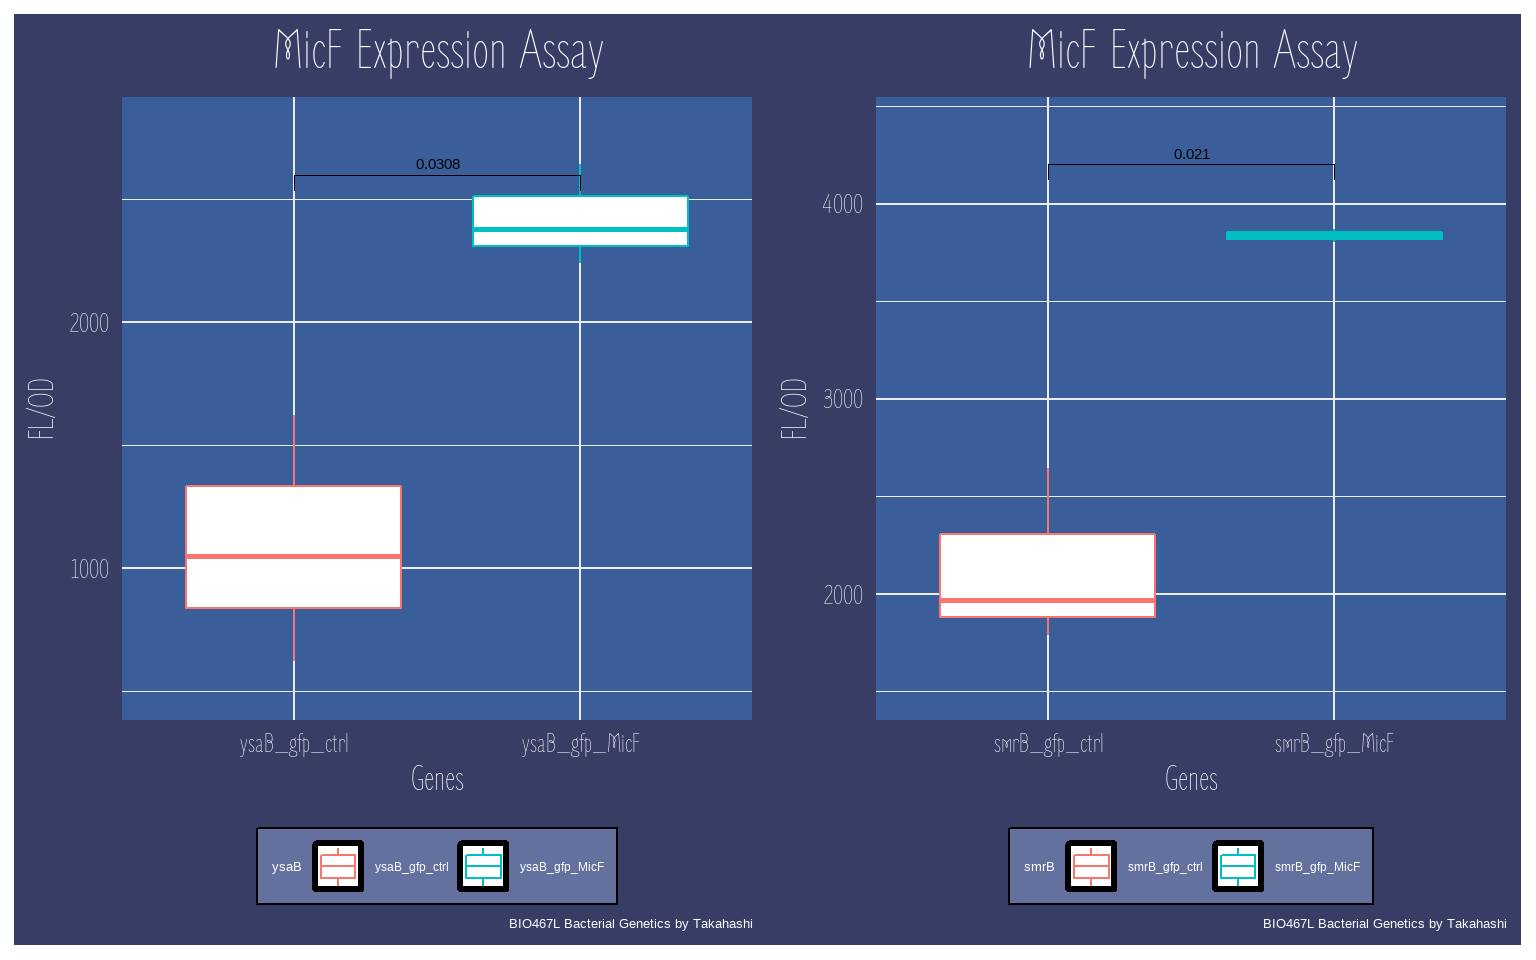 MicF Expression Assay
0.0308
2000
1000
FL/OD
ysaB_gfp_ctrl
ysaB_gfp_MicF
Genes
ysaB
ysaB_gfp_ctrl
ysaB_gfp_MicF
BIO467L Bacterial Genetics by Takahashi
MicF Expression Assay
0.021
4000
3000
2000
FL/OD
smrB_gfp_ctrl
smrB_gfp_MicF
Genes
smrB
smrB_gfp_ctrl
smrB_gfp_MicF
BIO467L Bacterial Genetics by Takahashi